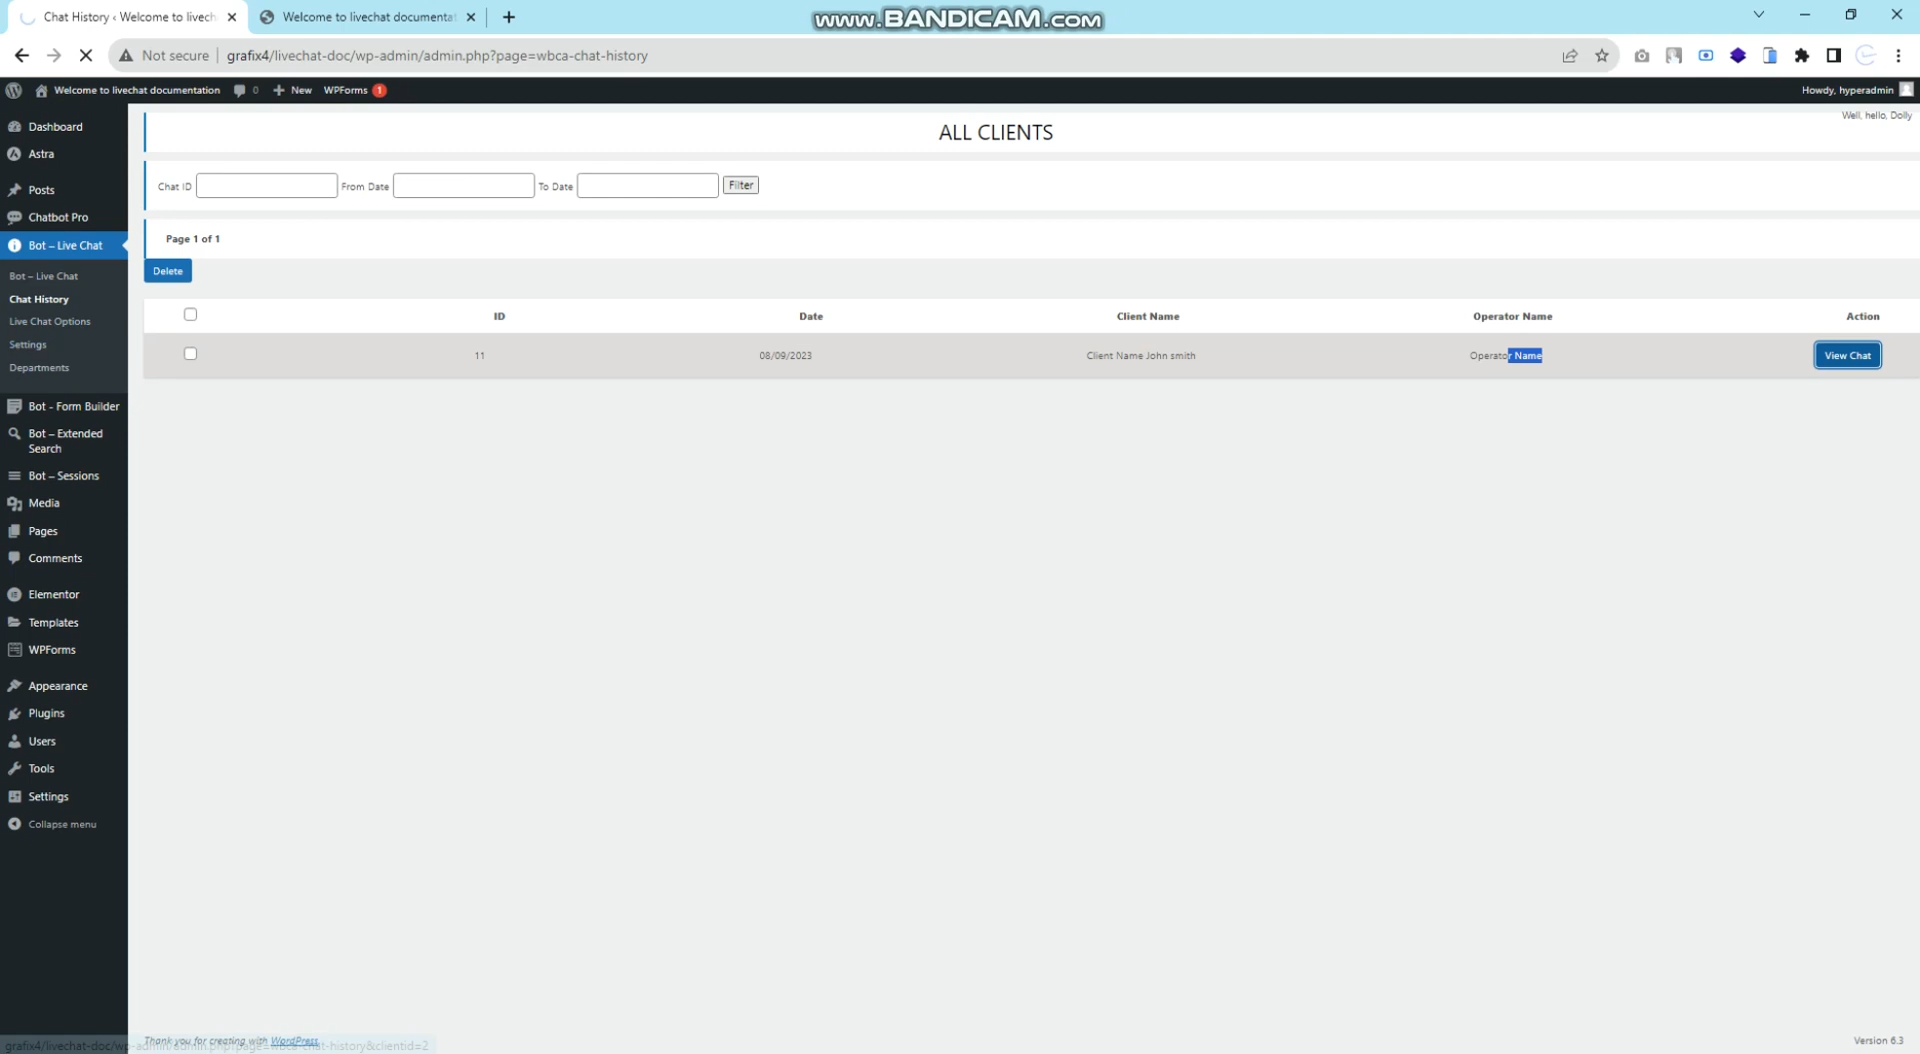 Chat History ‹ Welcome to livech
Welcome to livechat documentat
www.BANDICAM.com
Not secure
grafix4/livechat-doc/wp-admin/admin.php?page=wbca-chat-history
Welcome to livechat documentation
0
New
WPForms
1
Howdy, hyperadmin
Well, hello, Dolly
Dashboard
Astra
Posts
Chatbot Pro
Bot – Live Chat
Bot – Live Chat
Chat History
Live Chat Options
Settings
Departments
Bot - Form Builder
Bot – Extended
Search
Bot – Sessions
Media
Pages
Comments
Elementor
Templates
WPForms
Appearance
Plugins
Users
Tools
Settings
Collapse menu
ALL CLIENTS
Chat ID
From Date
To Date
Filter
Page 1 of 1
Delete
ID
Date
Client Name
Operator Name
Action
11
08/09/2023
Client Name John smith
Operator Name
View Chat
Thank you for creating with WordPress.
grafix4/livechat-doc/wp-admin/admin.php?page=wbca-chat-history&clientid=2
Version 6.3